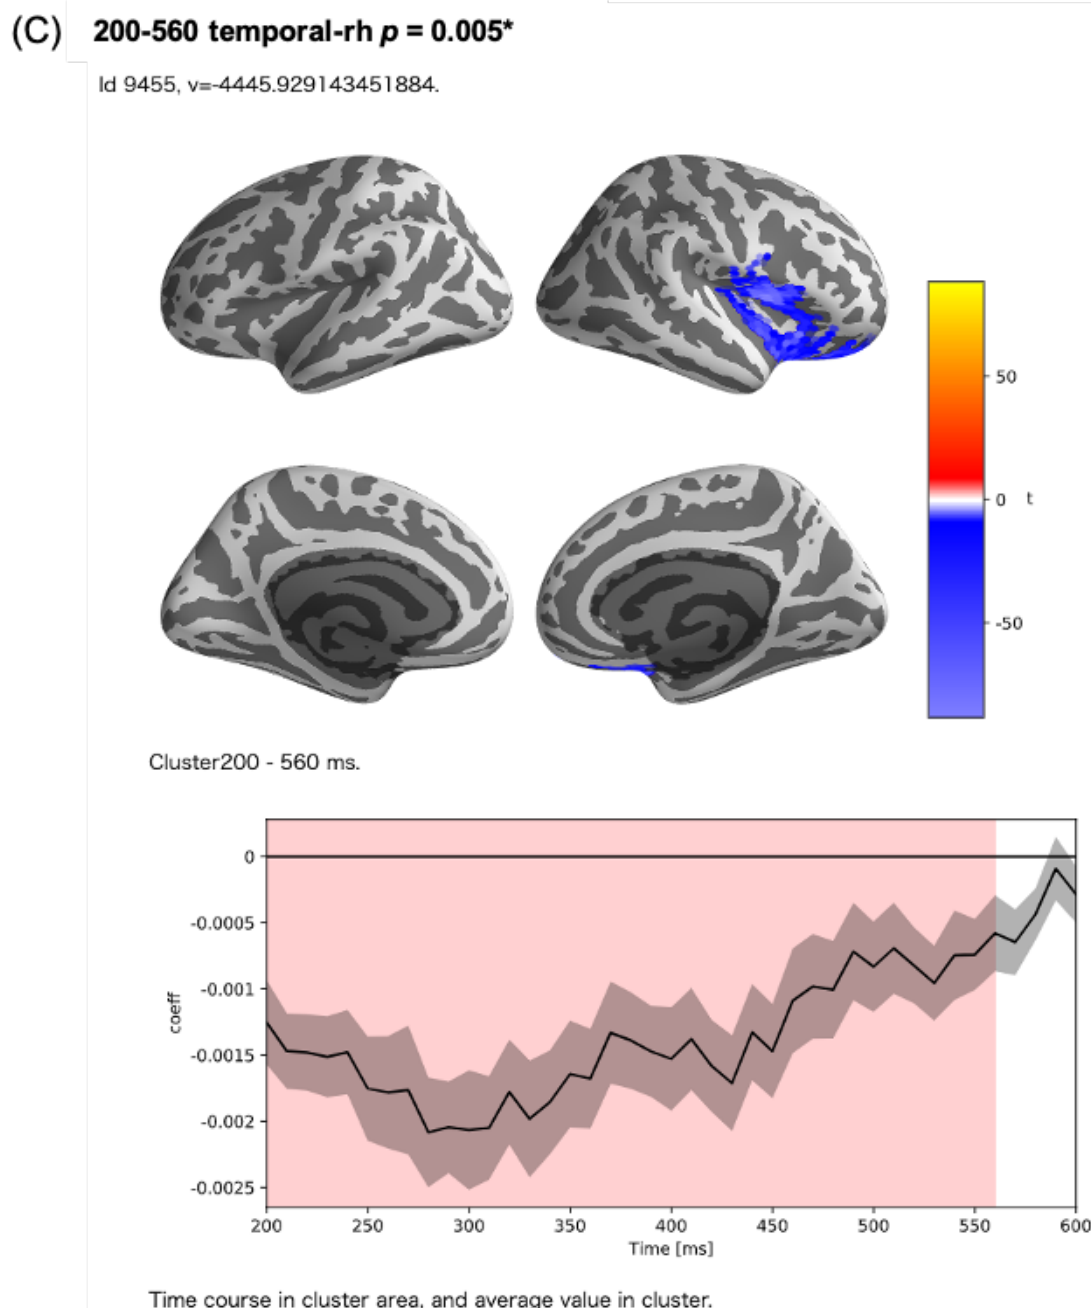 (C) 200-560 temporal-rh p = 0.005*
Id 9455, v=-4445.929143451884.
50
0 t
-50
Cluster200 - 560 ms.
0
-0.0005
-0.001
-0.0015
-0.002
-0.0025
coeff
200 250 300 350 400 450 500 550 600
Time [ms]
Time course in cluster area, and average value in cluster.